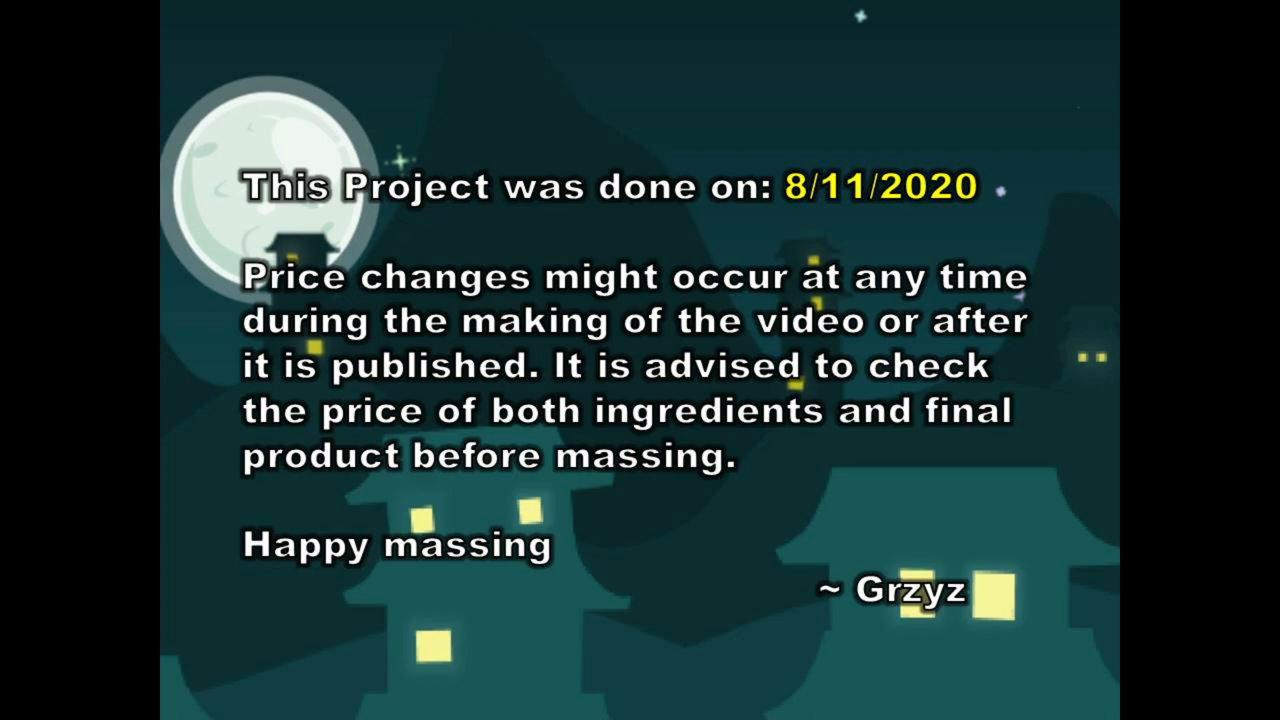 This Project was done on: 8/11/2020
Price changes might occur at any time
during the making of the video or after
it is published. It is advised to check
the price of both ingredients and final
product before massing.
Happy massing
~ Grzyz